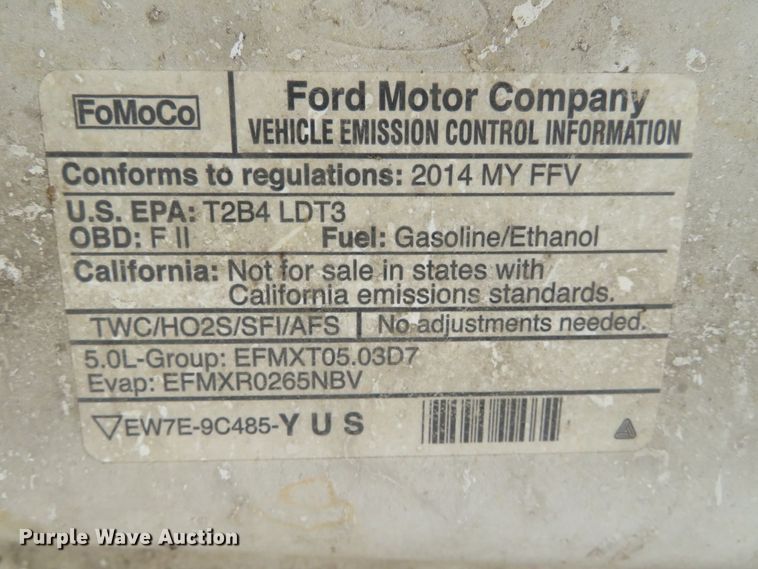 FoMoCo
Ford Motor Company
VEHICLE EMISSION CONTROL INFORMATION
Conforms to regulations: 2014 MY FFV
U.S. EPA: T2B4 LDT3
OBD: F II Fuel: Gasoline/Ethanol
California: Not for sale in states with
California emissions standards.
TWC/HO2S/SFI/AFS No adjustments needed.
5.0L-Group: EFMXT05.03D7
Evap: EFMXR0265NBV
EW7E-9C485-Y U S
Purple Wave Auction